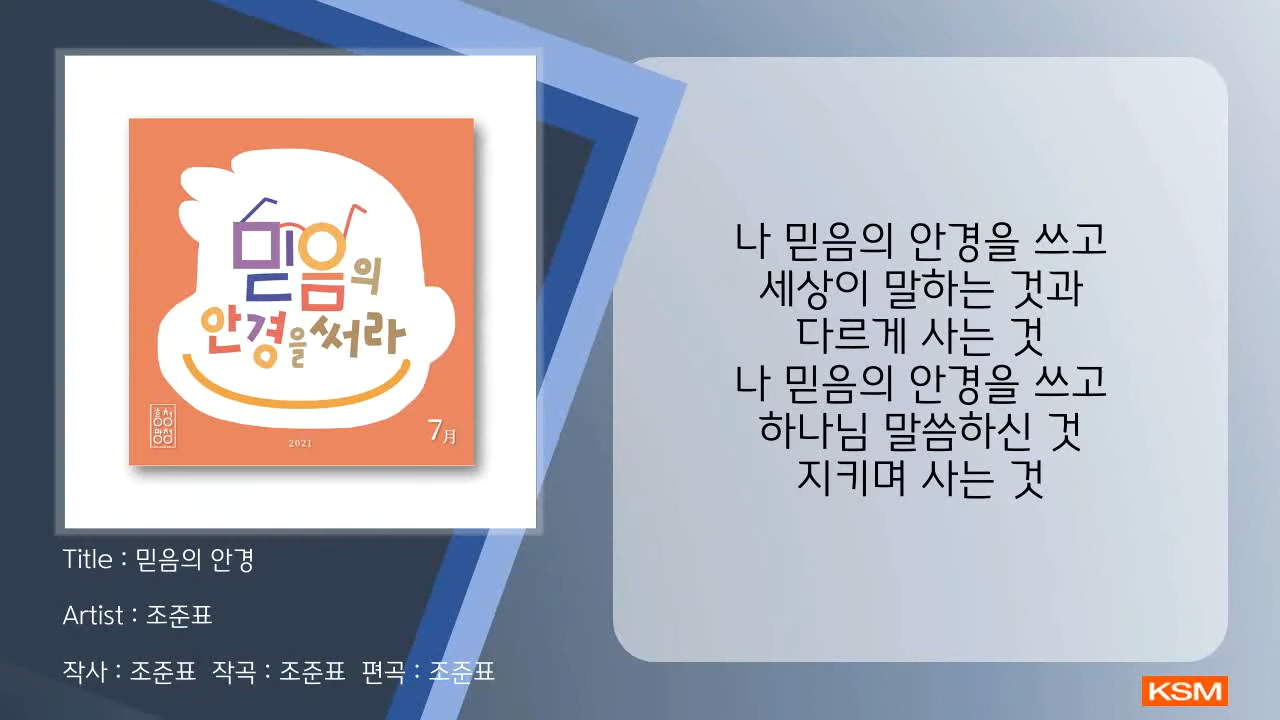 믿음의
안경을써라
흥청
망청
2021
7月
Title : 믿음의 안경
Artist : 조준표
작사 : 조준표 작곡 : 조준표 편곡 : 조준표
나 믿음의 안경을 쓰고
세상이 말하는 것과
다르게 사는 것
나 믿음의 안경을 쓰고
하나님 말씀하신 것
지키며 사는 것
KSM